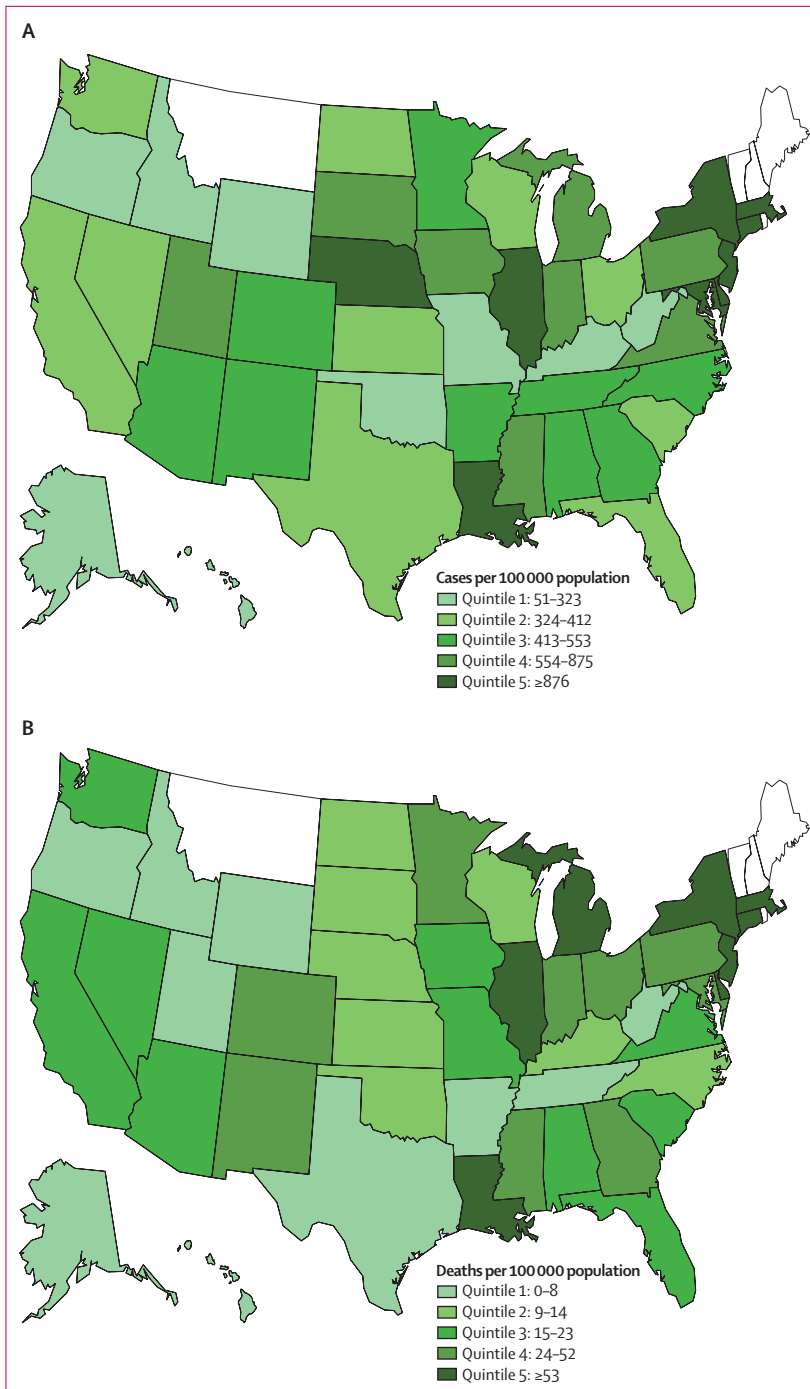 A
Cases per 100 000 population
Quintile 1: 51–323
Quintile 2: 324–412
Quintile 3: 413–553
Quintile 4: 554–875
Quintile 5: ≥876
B
Deaths per 100 000 population
Quintile 1: 0–8
Quintile 2: 9–14
Quintile 3: 15–23
Quintile 4: 24–52
Quintile 5: ≥53